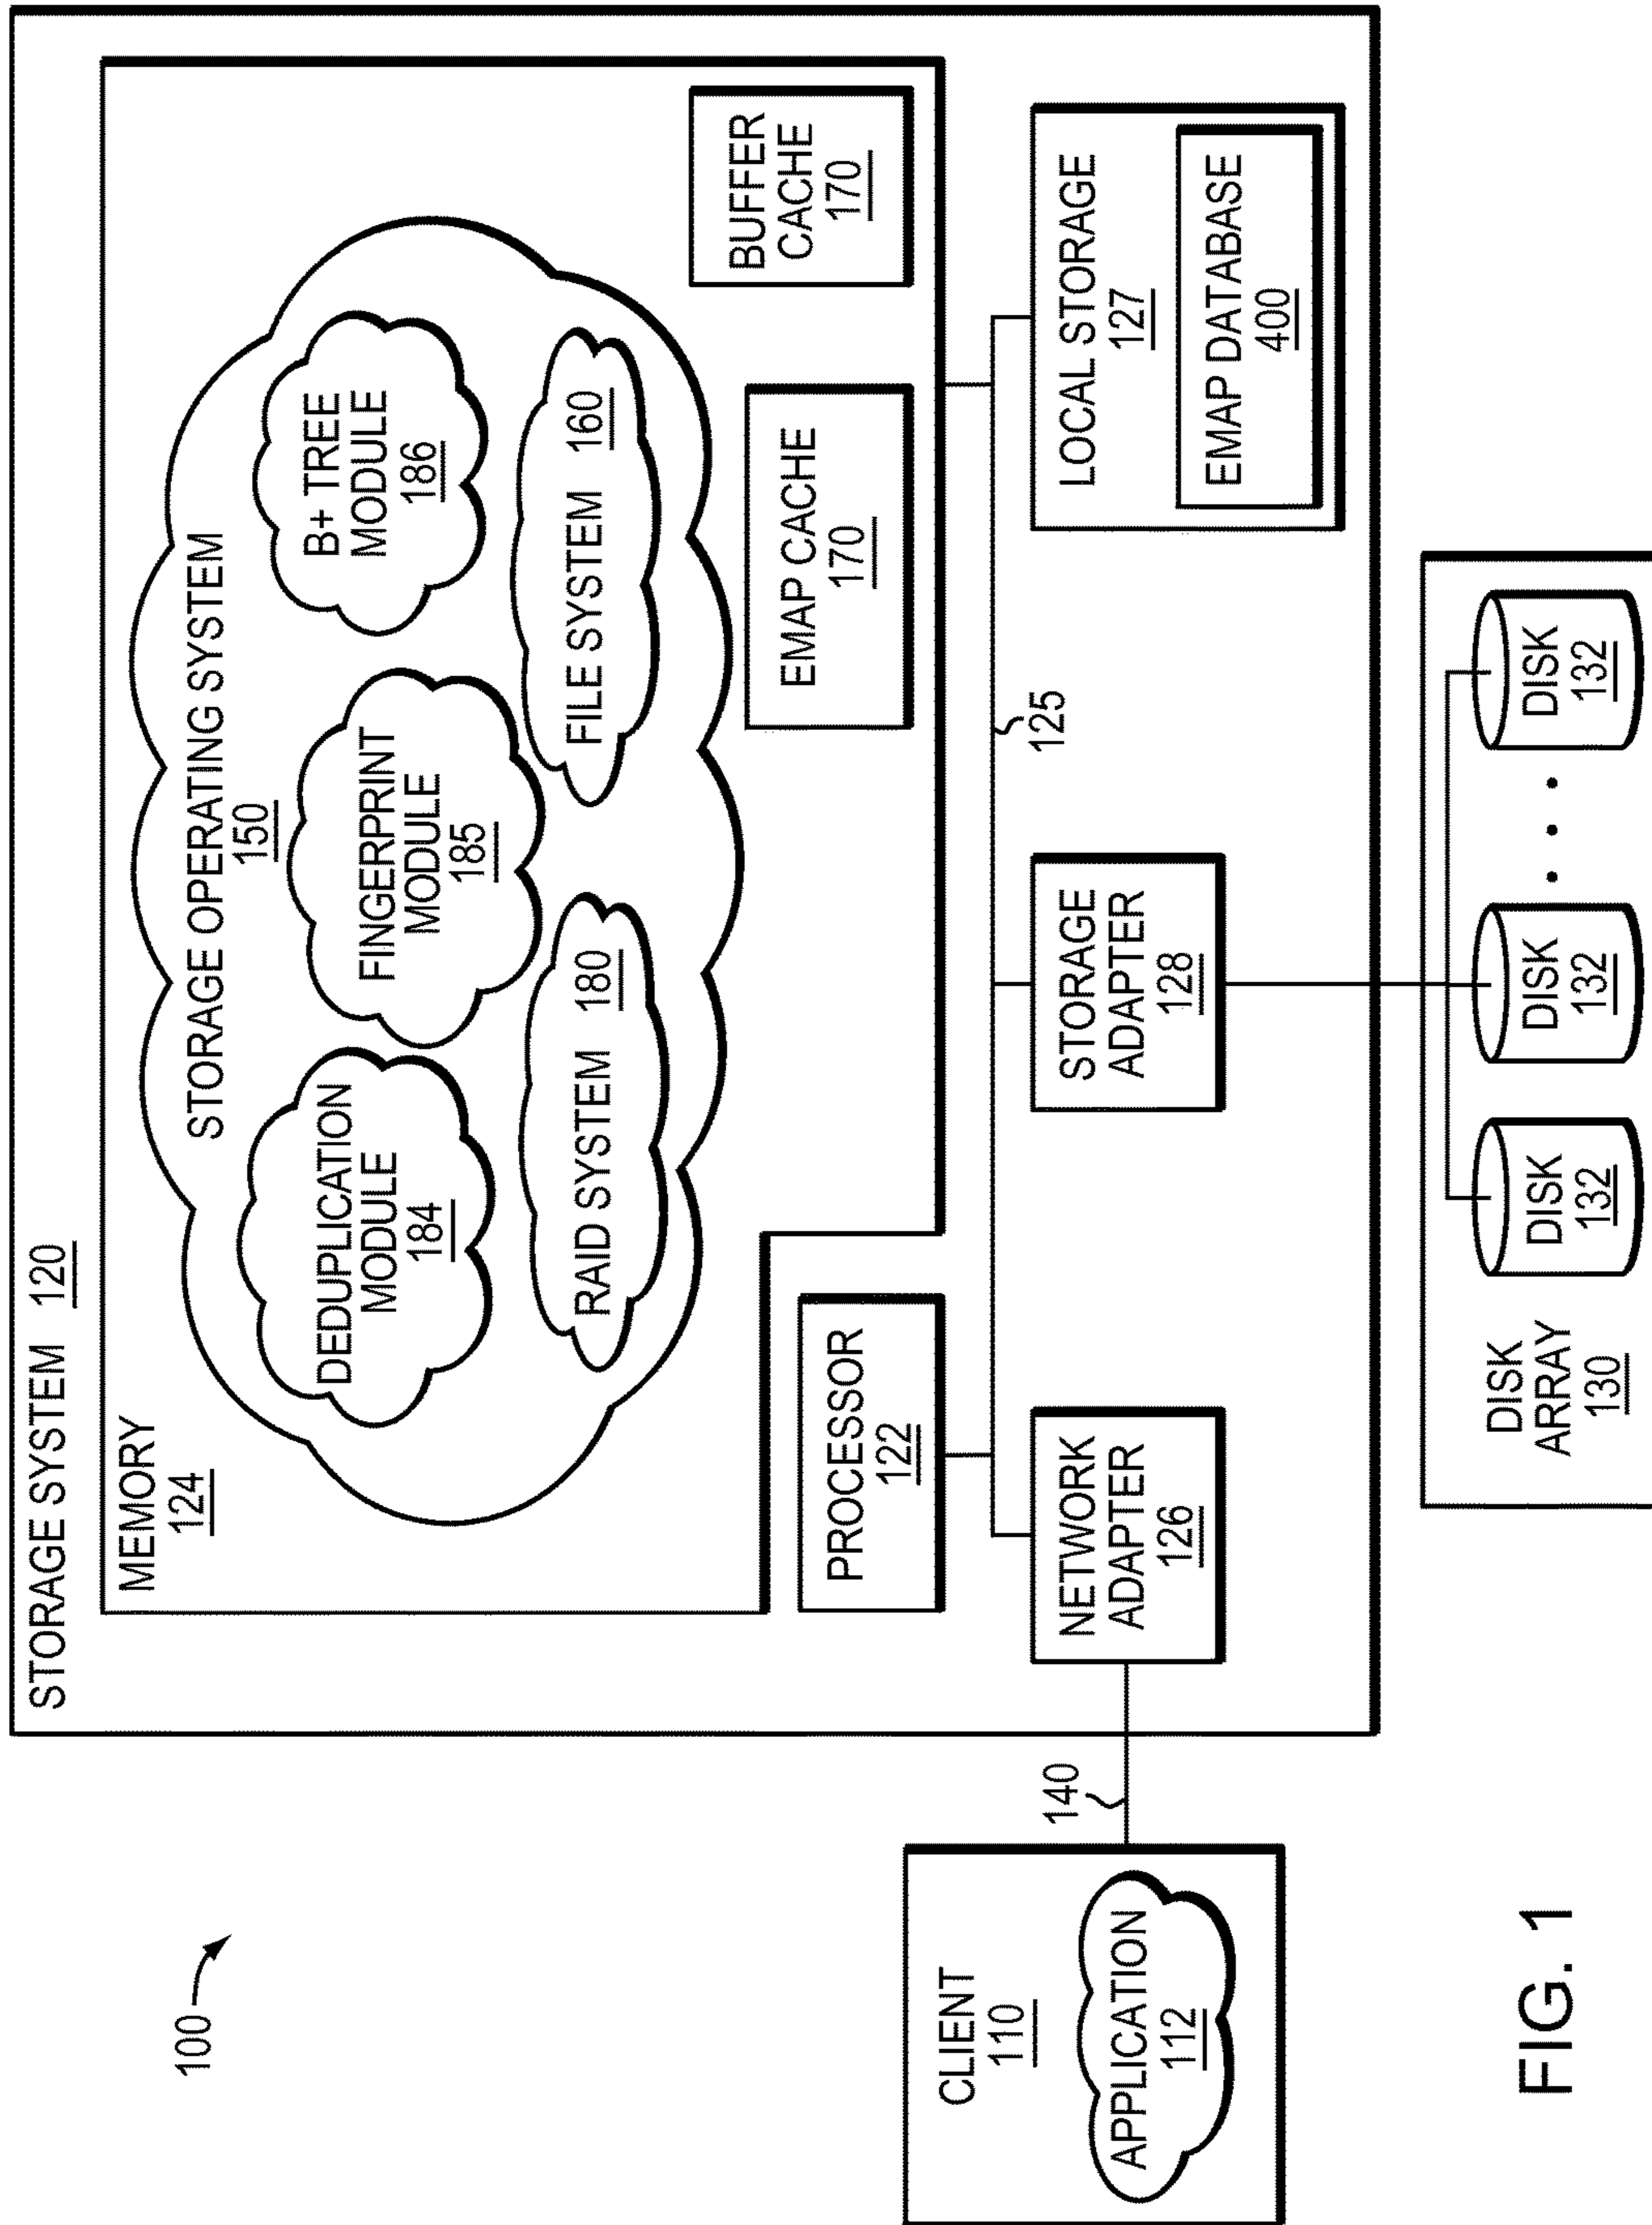 100
STORAGE SYSTEM 120
MEMORY
124
STORAGE OPERATING SYSTEM
150
DEDUPLICATION
MODULE
184
FINGERPRINT
MODULE
185
B+ TREE
MODULE
186
RAID SYSTEM 180
FILE SYSTEM 160
PROCESSOR
122
EMAP CACHE
170
BUFFER
CACHE
170
125
NETWORK
ADAPTER
126
STORAGE
ADAPTER
128
LOCAL STORAGE
127
EMAP DATABASE
400
CLIENT
110
APPLICATION
112
140
DISK
ARRAY
130
DISK
132
DISK
132
DISK
132
FIG. 1